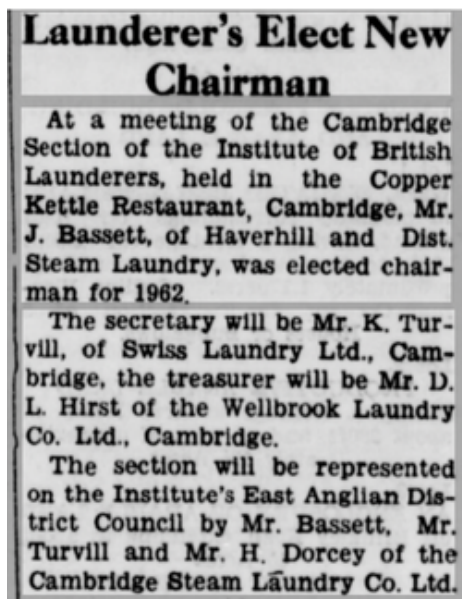 Launderer's Elect New
Chairman
At a meeting of the Cambridge
Section of the Institute of British
Launderers, held in the Copper
Kettle Restaurant, Cambridge, Mr.
J. Bassett, of Haverhill and Dist.
Steam Laundry, was elected chair-
man for 1962.
The secretary will be Mr. K. Tur-
vill, of Swiss Laundry Ltd., Cam-
bridge, the treasurer will be Mr. D.
L. Hirst of the Wellbrook Laundry
Co. Ltd., Cambridge.
The section will be represented
on the Institute's East Anglian Dis-
trict Council by Mr. Bassett, Mr.
Turvill and Mr. H. Dorcey of the
Cambridge Steam Laundry Co. Ltd.